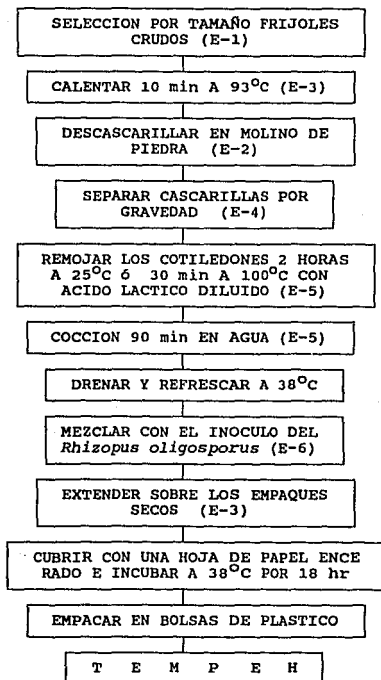 SELECCION POR TAMAÑO FRIJOLES
CRUDOS (E-1)
CALENTAR 10 min A 93°C (E-3)
DESCASCARILLAR EN MOLINO DE
PIEDRA (E-2)
SEPARAR CASCARILLAS POR
GRAVEDAD (E-4)
REMOJAR LOS COTILEDONES 2 HORAS
A 25°C Ó 30 min A 100°C CON
ACIDO LACTICO DILUIDO (E-5)
COCCION 90 min EN AGUA (E-5)
DRENAR Y REFRESCAR A 38°C
MEZCLAR CON EL INOCULO DEL
Rhizopus oligosporus (E-6)
EXTENDER SOBRE LOS EMPAQUES
SECOS (E-3)
CUBRIR CON UNA HOJA DE PAPEL ENCE
RADO E INCUBAR A 38°C POR 18 hr
EMPACAR EN BOLSAS DE PLASTICO
T E M P E H